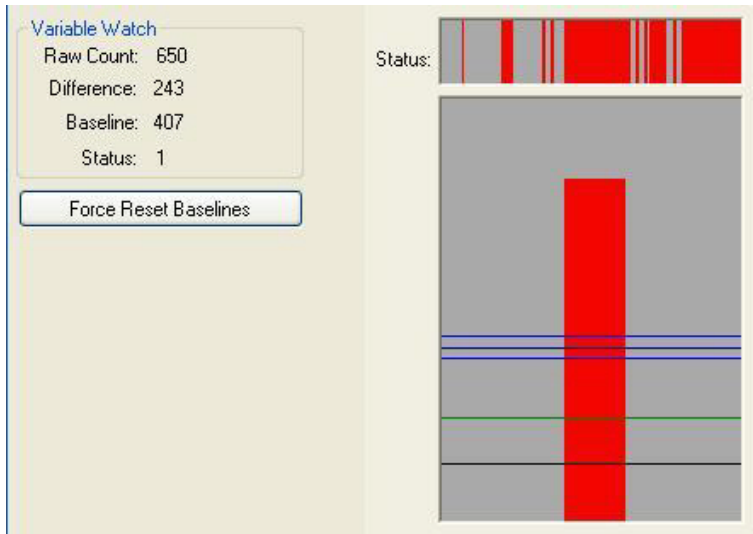 Variable Watch
Raw Count: 650
Difference: 243
Baseline: 407
Status: 1
Force Reset Baselines
Status: